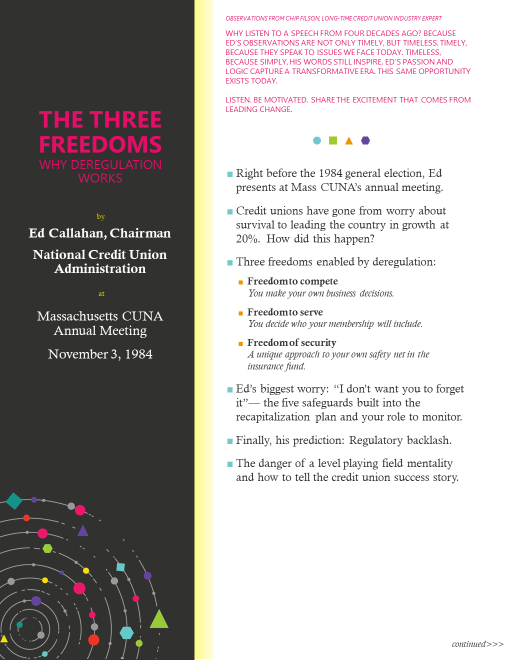 THE THREE
FREEDOMS
WHY DEREGULATION
WORKS
by
Ed Callahan, Chairman
National Credit Union
Administration
at
Massachusetts CUNA
Annual Meeting
November 3, 1984
OBSERVATIONS FROM CHIP FILSON, LONG-TIME CREDIT UNION INDUSTRY EXPERT
WHY LISTEN TO A SPEECH FROM FOUR DECADES AGO? BECAUSE
ED'S OBSERVATIONS ARE NOT ONLY TIMELY, BUT TIMELESS. TIMELY,
BECAUSE THEY SPEAK TO ISSUES WE FACE TODAY. TIMELESS,
BECAUSE SIMPLY, HIS WORDS STILL INSPIRE. ED'S PASSION AND
LOGIC CAPTURE A TRANSFORMATIVE ERA. THIS SAME OPPORTUNITY
EXISTS TODAY.
LISTEN. BE MOTIVATED. SHARE THE EXCITEMENT THAT COMES FROM
LEADING CHANGE.
Right before the 1984 general election, Ed
presents at Mass CUNA's annual meeting.
Credit unions have gone from worry about
survival to leading the country in growth at
20%. How did this happen?
Three freedoms enabled by deregulation:
Freedom to compete
You make your own business decisions.
Freedom to serve
You decide who your membership will include.
Freedom of security
A unique approach to your own safety net in the
insurance fund.
Ed's biggest worry: "I don't want you to forget
it"— the five safeguards built into the
recapitalization plan and your role to monitor.
Finally, his prediction: Regulatory backlash.
The danger of a level playing field mentality
and how to tell the credit union success story.
continued>>>